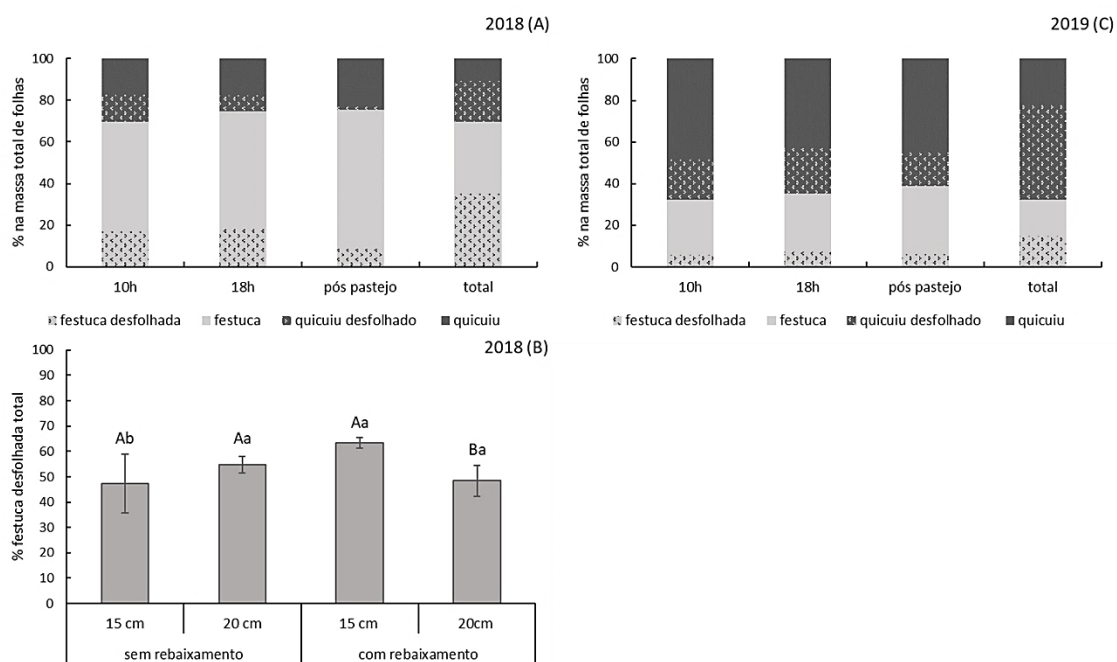 2018 (A)
% na massa total de folhas
100
80
60
40
20
0
10h 18h pós pastejo total
festuca desfolhada festuca quicuiu desfolhado quicuiu
2019 (C)
% na massa total de folhas
100
80
60
40
20
0
10h 18h pós pastejo total
festuca desfolhada festuca quicuiu desfolhado quicuiu
2018 (B)
% festuca desfolhada total
100
90
80
70
60
50
40
30
20
10
0
Ab Aa Aa Ba
15 cm 20 cm 15 cm 20cm
sem rebaixamento com rebaixamento